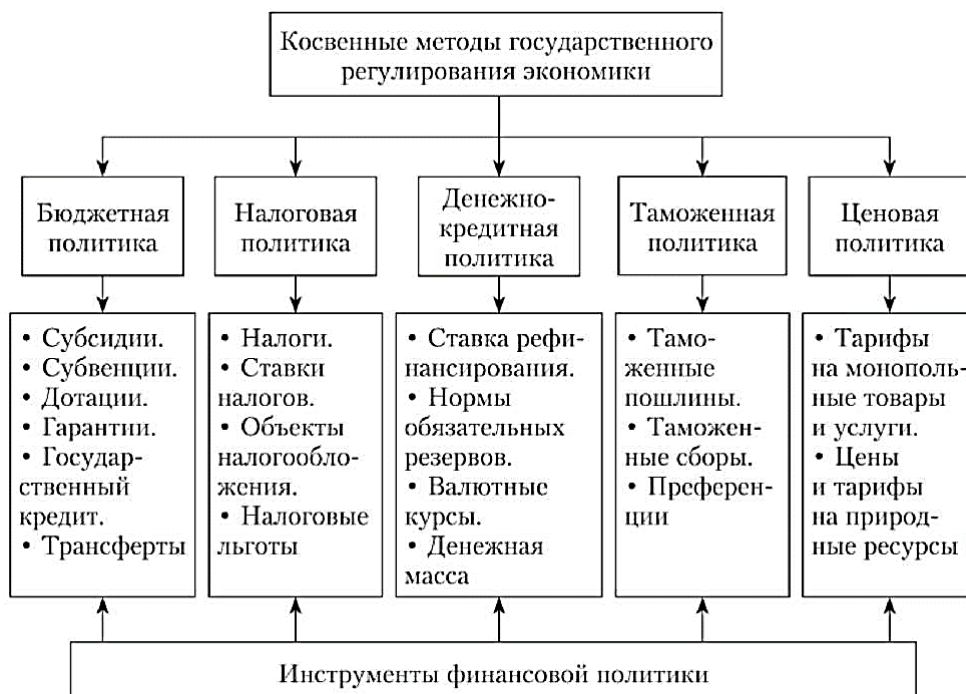 Косвенные методы государственного
регулирования экономики
Бюджетная
политика
Налоговая
политика
Денежно-
кредитная
политика
Таможенная
политика
Ценовая
политика
• Субсидии.
• Субвенции.
• Дотации.
• Гарантии.
• Государ-
ственный
кредит.
• Трансферты
• Налоги.
• Ставки
налогов.
• Объекты
налогообло-
жения.
• Налоговые
льготы
• Ставка рефи-
нансирования.
• Нормы
обязательных
резервов.
• Валютные
курсы.
• Денежная
масса
• Тамо-
женные
пошлины.
• Таможен-
ные сборы.
• Преферен-
ции
• Тарифы
на монополь-
ные товары
и услуги.
• Цены
и тарифы
на природ-
ные ресурсы
Инструменты финансовой политики